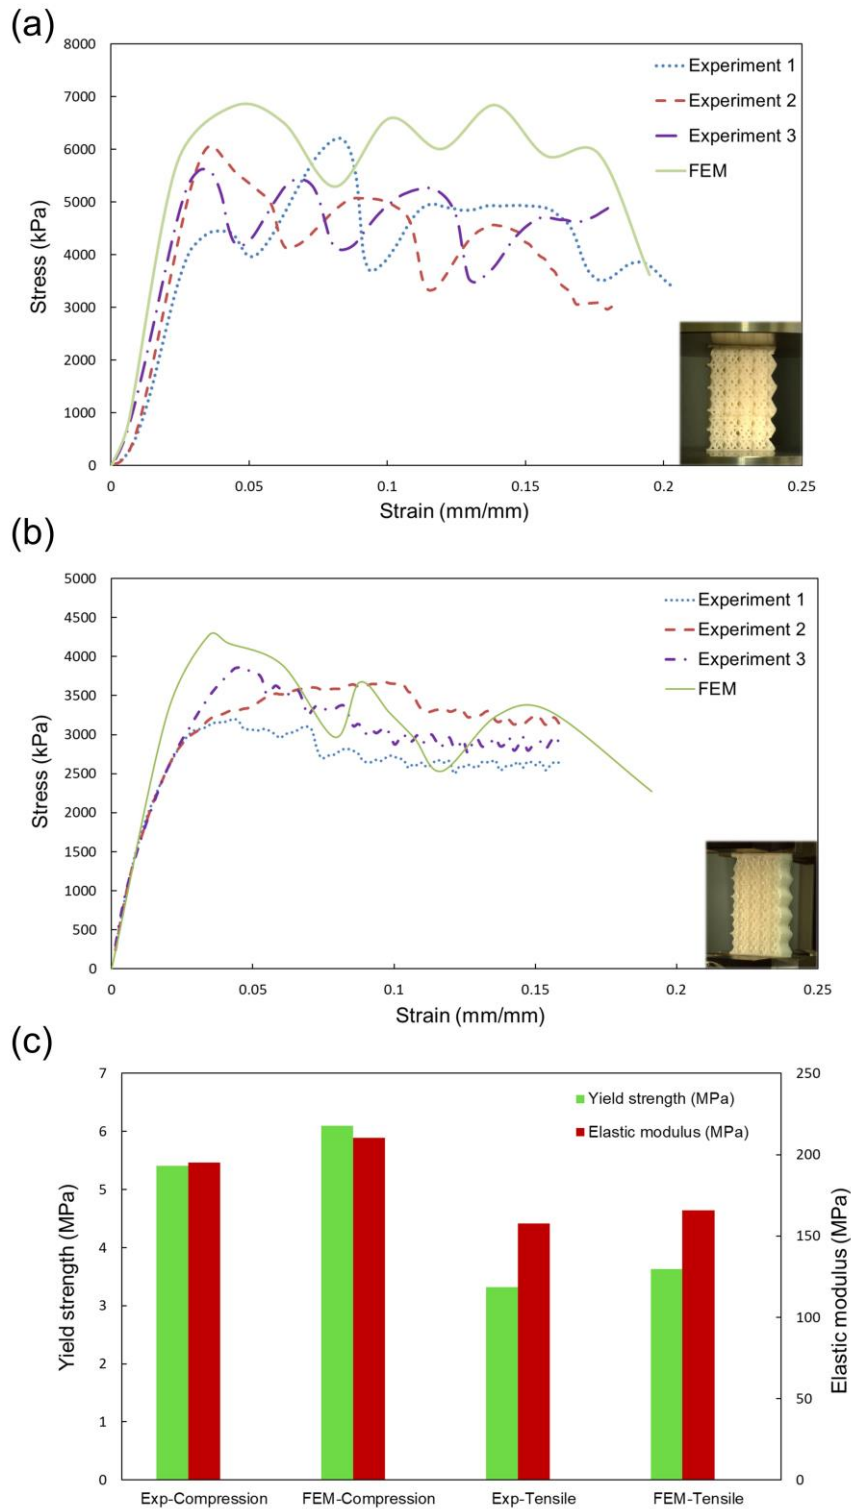 (a)
8000
7000
6000
5000
4000
3000
2000
1000
0
Stress (kPa)
Experiment 1
Experiment 2
Experiment 3
FEM
0 0.05 0.1 0.15 0.2 0.25
Strain (mm/mm)
(b)
5000
4500
4000
3500
3000
2500
2000
1500
1000
500
0
Stress (kPa)
Experiment 1
Experiment 2
Experiment 3
FEM
0 0.05 0.1 0.15 0.2 0.25
Strain (mm/mm)
(c)
7
6
5
4
3
2
1
0
Yield strength (MPa)
Yield strength (MPa)
Elastic modulus (MPa)
250
200
150
100
50
0
Elastic modulus (MPa)
Exp-Compression FEM-Compression Exp-Tensile FEM-Tensile